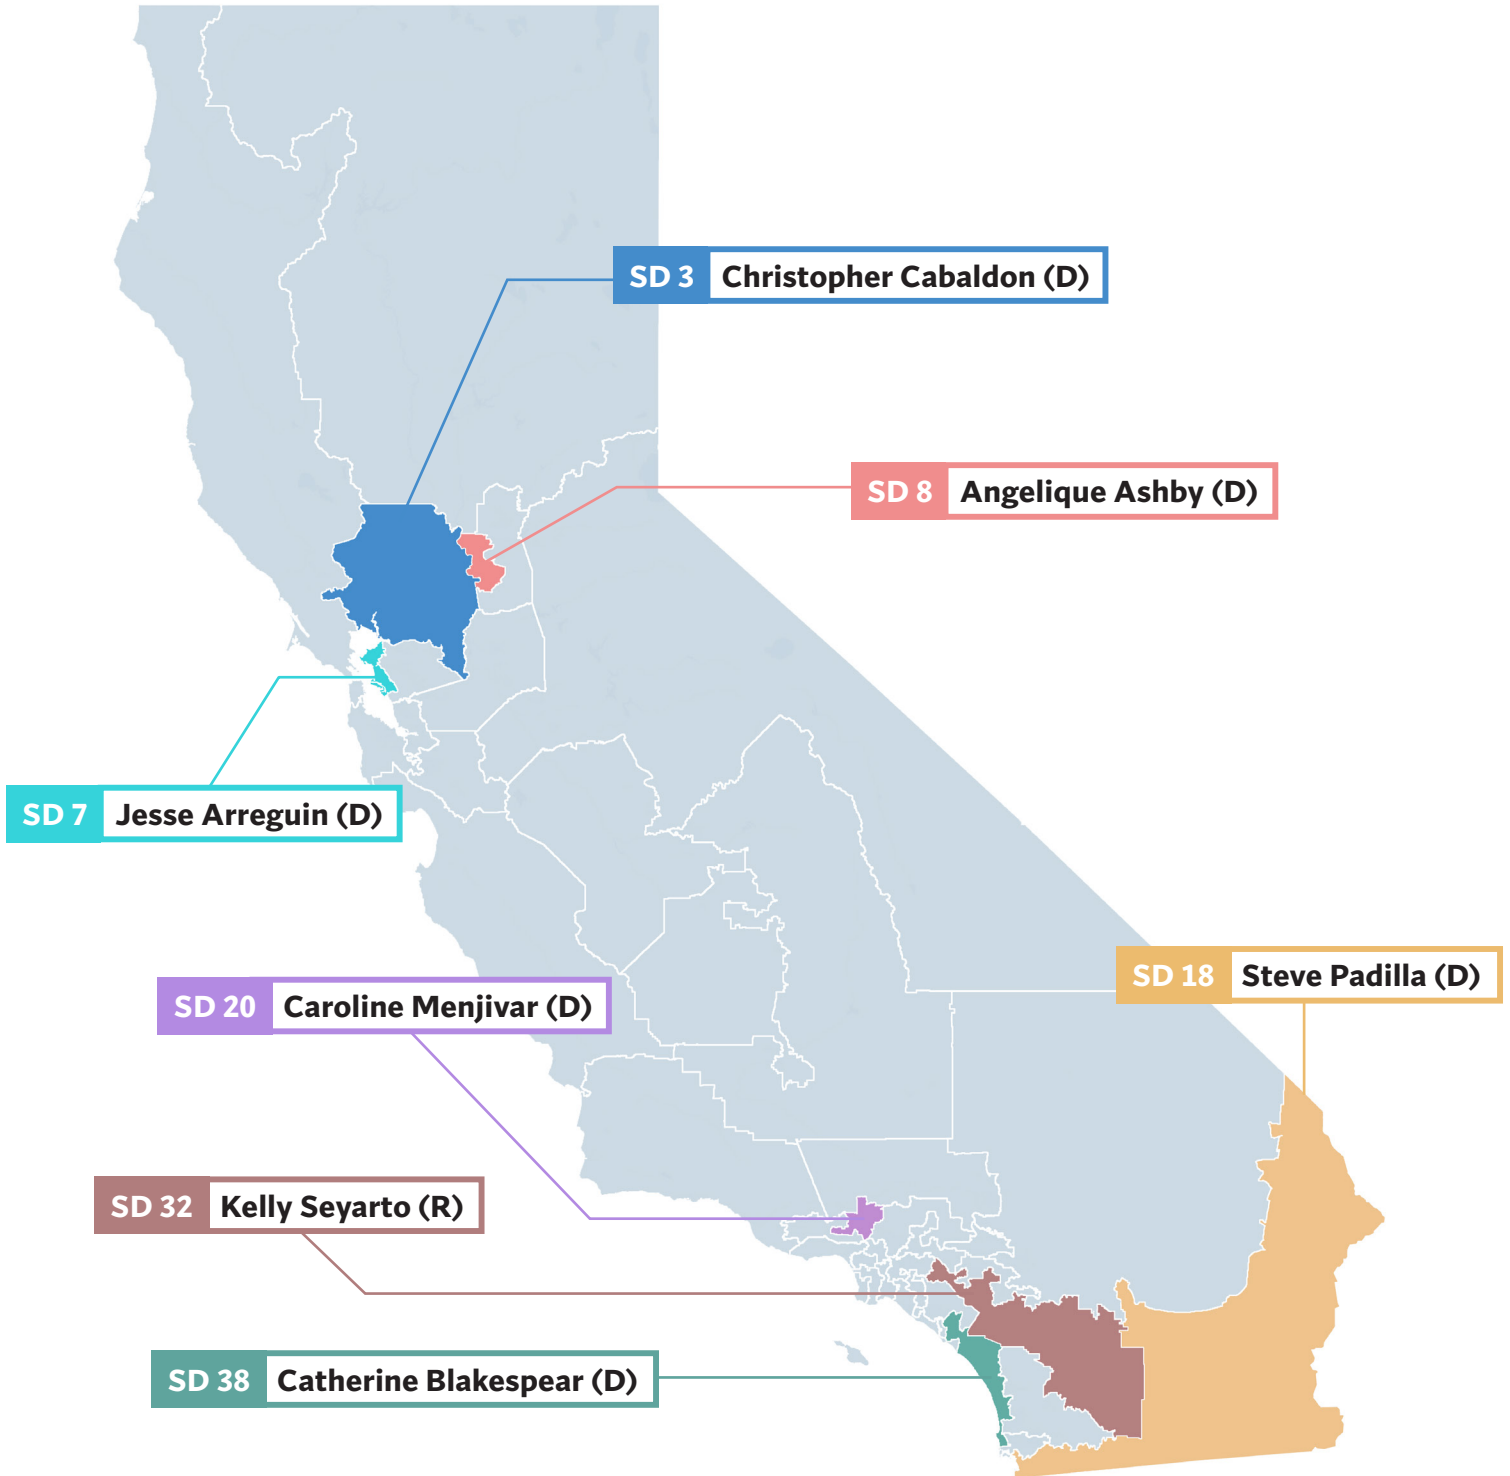 SD 3 Christopher Cabaldon (D)
SD 8 Angelique Ashby (D)
SD 7 Jesse Arreguin (D)
SD 18 Steve Padilla (D)
SD 20 Caroline Menjivar (D)
SD 32 Kelly Seyarto (R)
SD 38 Catherine Blakespear (D)